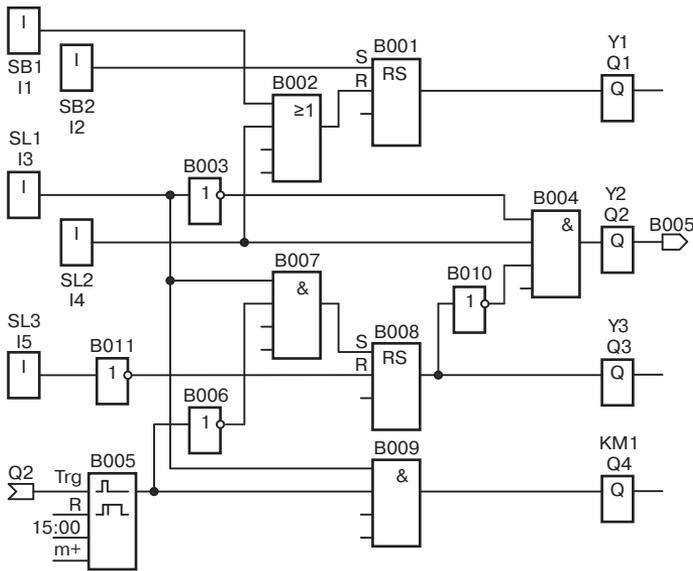 I
SB1
I1
I
SB2
I2
SL1
I3
I
I
SL2
I4
SL3
I5
I
B002
≥1
B001
S
R
RS
Y1
Q1
Q
B003
1
B004
&
Y2
Q2
Q
B005
B007
&
B010
1
B011
1
B006
1
B008
S
R
RS
Y3
Q3
Q
B009
&
KM1
Q4
Q
Q2
B005
Trg
R
15:00
m+